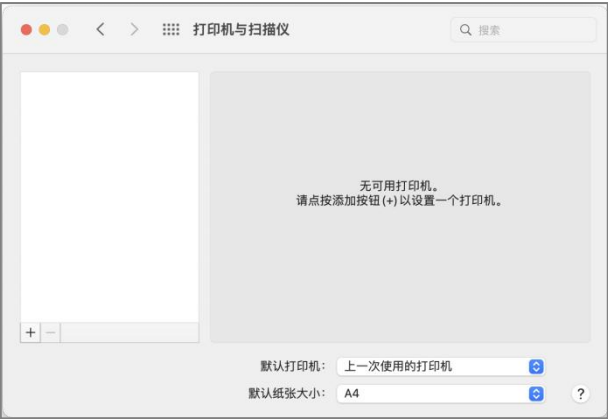 打印机与扫描仪
搜索
无可用打印机。
请点按添加按钮(+)以设置一个打印机。
+ −
默认打印机: 上一次使用的打印机
默认纸张大小: A4
?